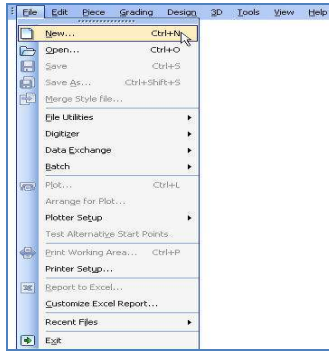 File Edit Piece Grading Design 3D Tools View Help
New... Ctrl+N
Open... Ctrl+O
Save Ctrl+S
Save As... Ctrl+Shift+S
Merge Style file...
File Utilities
Digitizer
Data Exchange
Batch
Plot... Ctrl+L
Arrange for Plot...
Plotter Setup
Test Alternative Start Points
Print Working Area... Ctrl+P
Printer Setup...
Report to Excel...
Customize Excel Report...
Recent Files
Exit